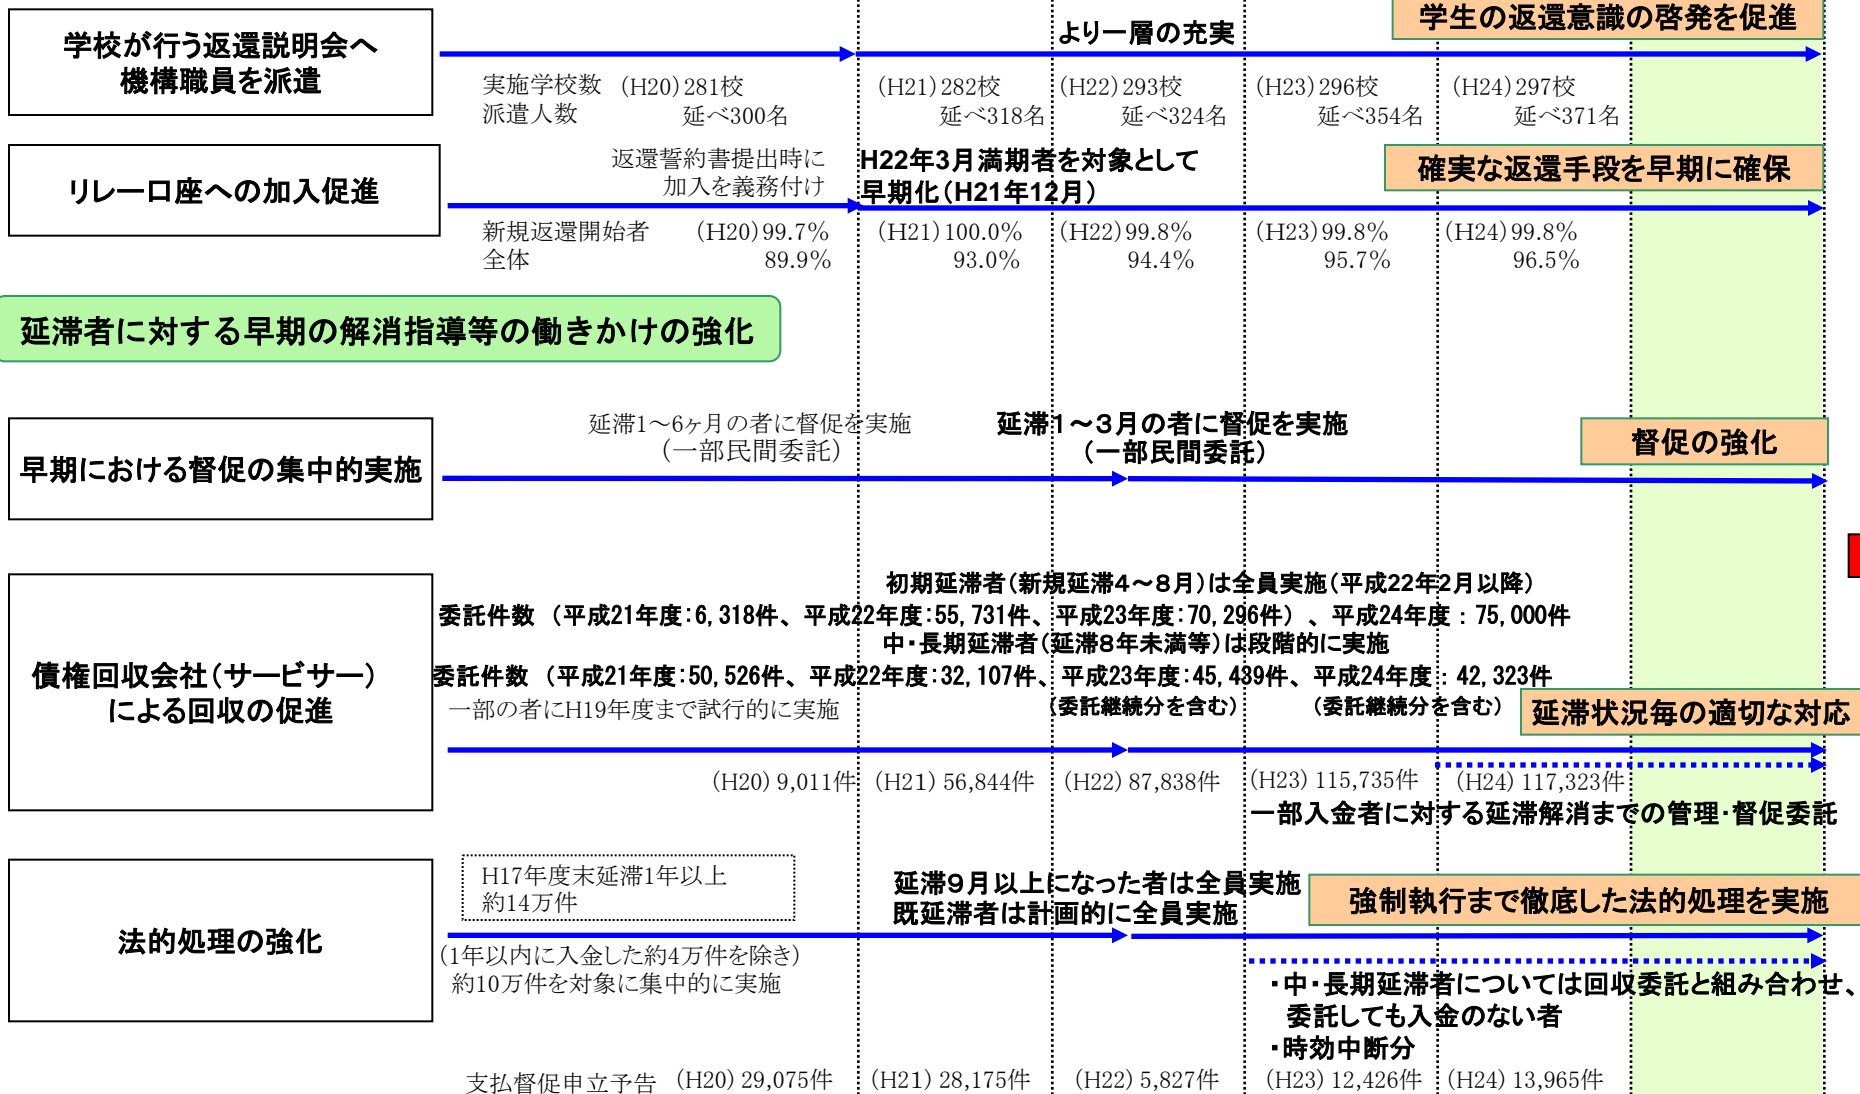 学生の返還意識の啓発を促進
学校が行う返還説明会へ
機構職員を派遣
より一層の充実
実施学校数 (H20)281校 (H21)282校 (H22)293校 (H23)296校 (H24)297校
派遣人数 延べ300名 延べ318名 延べ324名 延べ354名 延べ371名
リレー口座への加入促進
返還誓約書提出時に
加入を義務付け
H22年3月満期者を対象として
早期化(H21年12月)
確実な返還手段を早期に確保
新規返還開始者 (H20)99.7% (H21)100.0% (H22)99.8% (H23)99.8% (H24)99.8%
全体 89.9% 93.0% 94.4% 95.7% 96.5%
延滞者に対する早期の解消指導等の働きかけの強化
早期における督促の集中的実施
延滞1~6ヶ月の者に督促を実施
(一部民間委託)
延滞1~3月の者に督促を実施
(一部民間委託)
督促の強化
債権回収会社(サービサー)
による回収の促進
初期延滞者(新規延滞4~8月)は全員実施(平成22年2月以降)
委託件数 (平成21年度:6,318件、平成22年度:55,731件、平成23年度:70,296件)、平成24年度:75,000件
中・長期延滞者(延滞8年未満等)は段階的に実施
委託件数 (平成21年度:50,526件、平成22年度:32,107件、平成23年度:45,439件、平成24年度:42,323件
(委託継続分を含む) (委託継続分を含む)
一部の者にH19年度まで試行的に実施
延滞状況毎の適切な対応
(H20)9,011件 (H21)56,844件 (H22)87,838件 (H23)115,735件 (H24)117,323件
一部入金者に対する延滞解消までの管理・督促委託
法的処理の強化
H17年度末延滞1年以上
約14万件
延滞9月以上になった者は全員実施
既延滞者は計画的に全員実施
強制執行まで徹底した法的処理を実施
(1年以内に入金した約4万件を除き)
約10万件を対象に集中的に実施
・中・長期延滞者については回収委託と組み合わせ、
委託しても入金のない者
・時効中断分
支払督促申立予告 (H20)29,075件 (H21)28,175件 (H22)5,827件 (H23)12,426件 (H24)13,965件